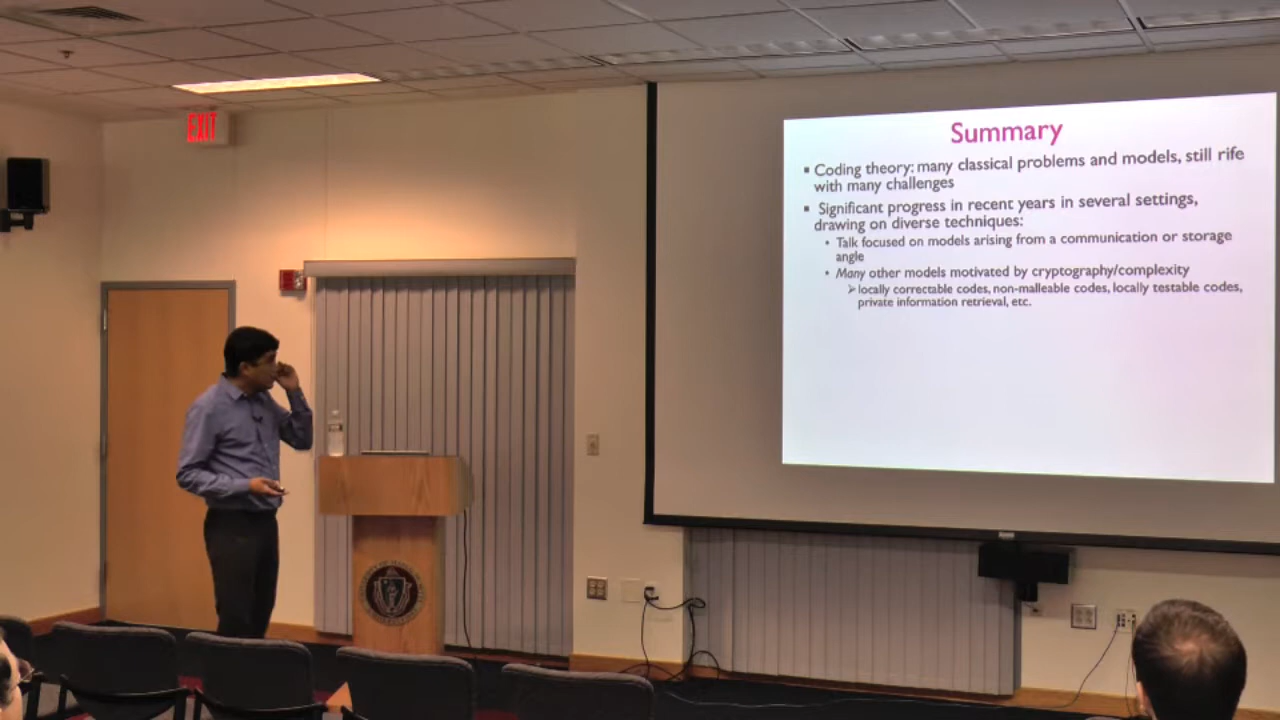 EXIT
Summary
▪ Coding theory: many classical problems and models, still rife
with many challenges
▪ Significant progress in recent years in several settings,
drawing on diverse techniques:
• Talk focused on models arising from a communication or storage
angle
• Many other models motivated by cryptography/complexity
➢ locally correctable codes, non-malleable codes, locally testable codes,
private information retrieval, etc.